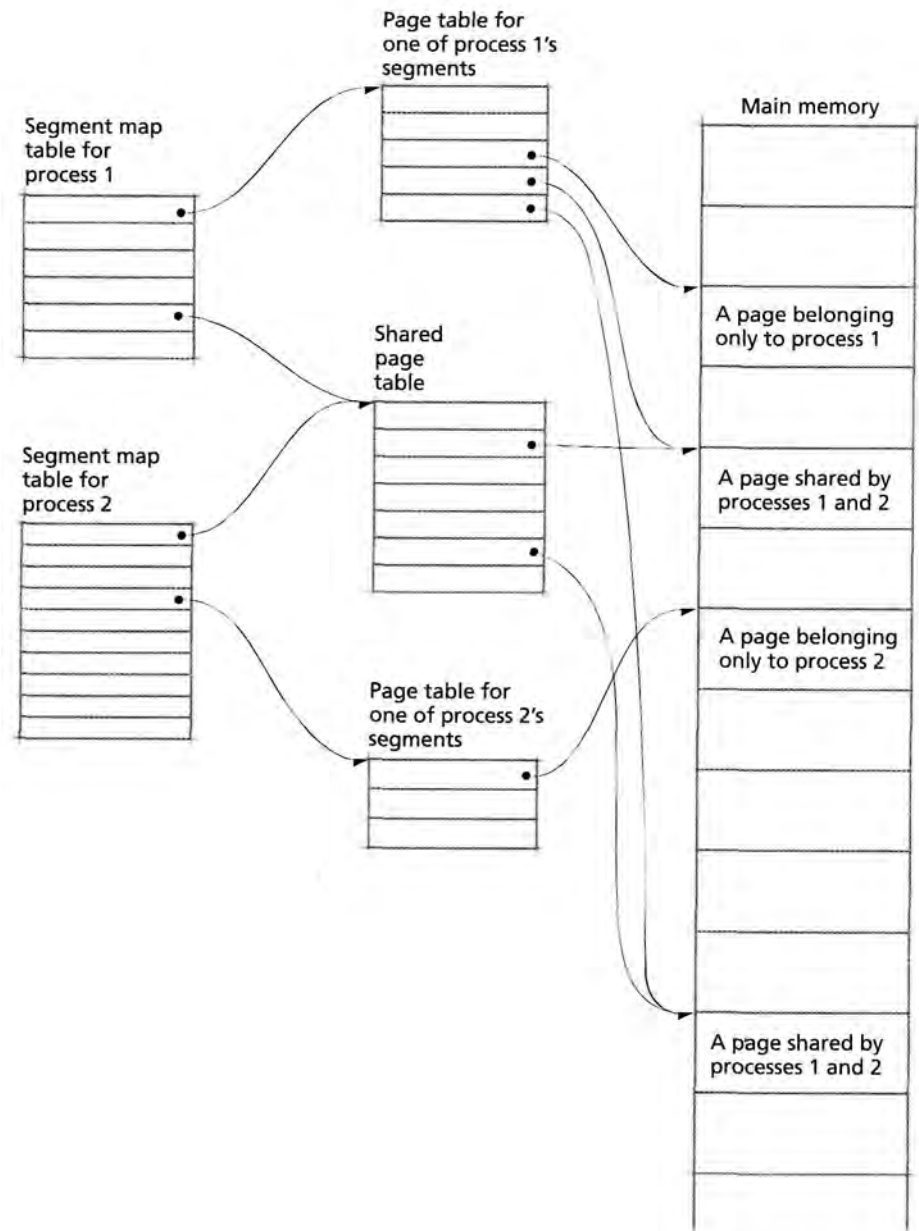 Page table for
one of process 1's
segments
Main memory
Segment map
table for
process 1
A page belonging
only to process 1
Shared
page
table
Segment map
table for
process 2
A page shared by
processes 1 and 2
A page belonging
only to process 2
Page table for
one of process 2's
segments
A page shared by
processes 1 and 2